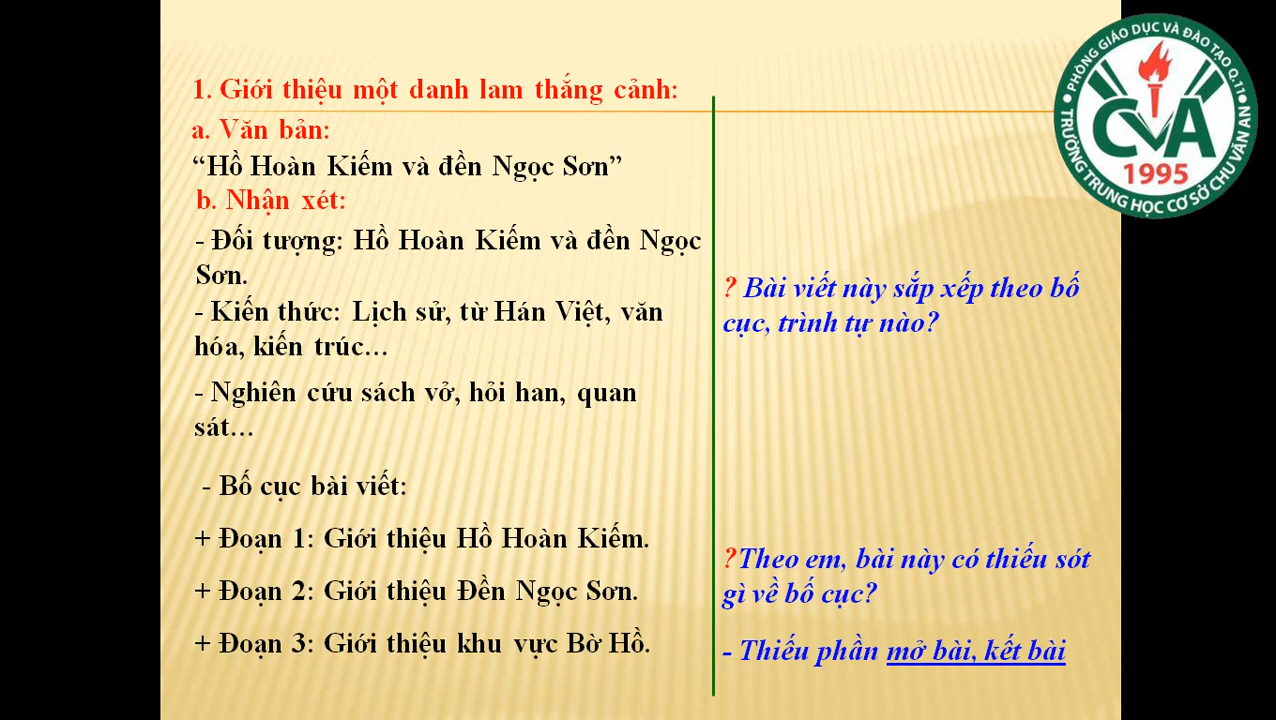 1. Giới thiệu một danh lam thắng cảnh:
a. Văn bản:
“Hồ Hoàn Kiếm và đền Ngọc Sơn”
b. Nhận xét:
- Đối tượng: Hồ Hoàn Kiếm và đền Ngọc
Sơn.
- Kiến thức: Lịch sử, từ Hán Việt, văn
hóa, kiến trúc…
- Nghiên cứu sách vở, hỏi han, quan
sát…
- Bố cục bài viết:
+ Đoạn 1: Giới thiệu Hồ Hoàn Kiếm.
+ Đoạn 2: Giới thiệu Đền Ngọc Sơn.
+ Đoạn 3: Giới thiệu khu vực Bờ Hồ.
? Bài viết này sắp xếp theo bố
cục, trình tự nào?
?Theo em, bài này có thiếu sót
gì về bố cục?
- Thiếu phần mở bài, kết bài
PHÒNG GIÁO DỤC VÀ ĐÀO TẠO Q.11
CVA
1995
TRƯỜNG TRUNG HỌC CƠ SỞ CHU VĂN AN